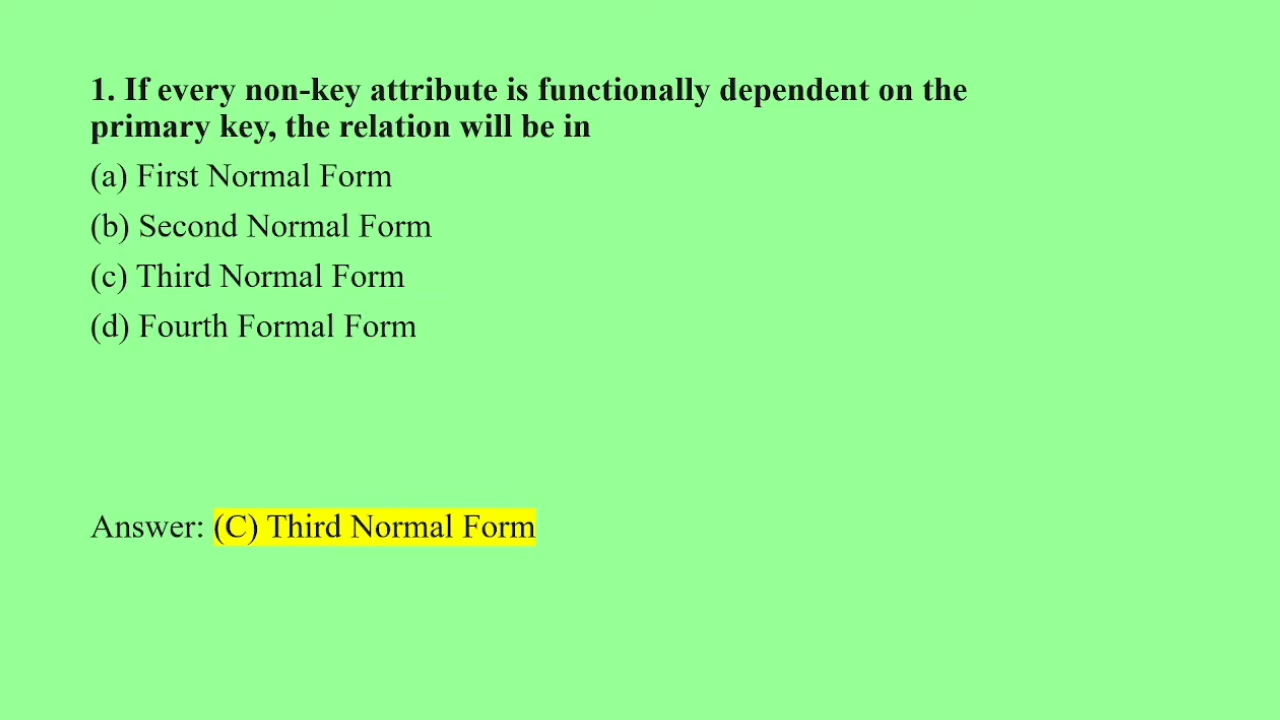 1. If every non-key attribute is functionally dependent on the
primary key, the relation will be in
(a) First Normal Form
(b) Second Normal Form
(c) Third Normal Form
(d) Fourth Formal Form
Answer: (C) Third Normal Form